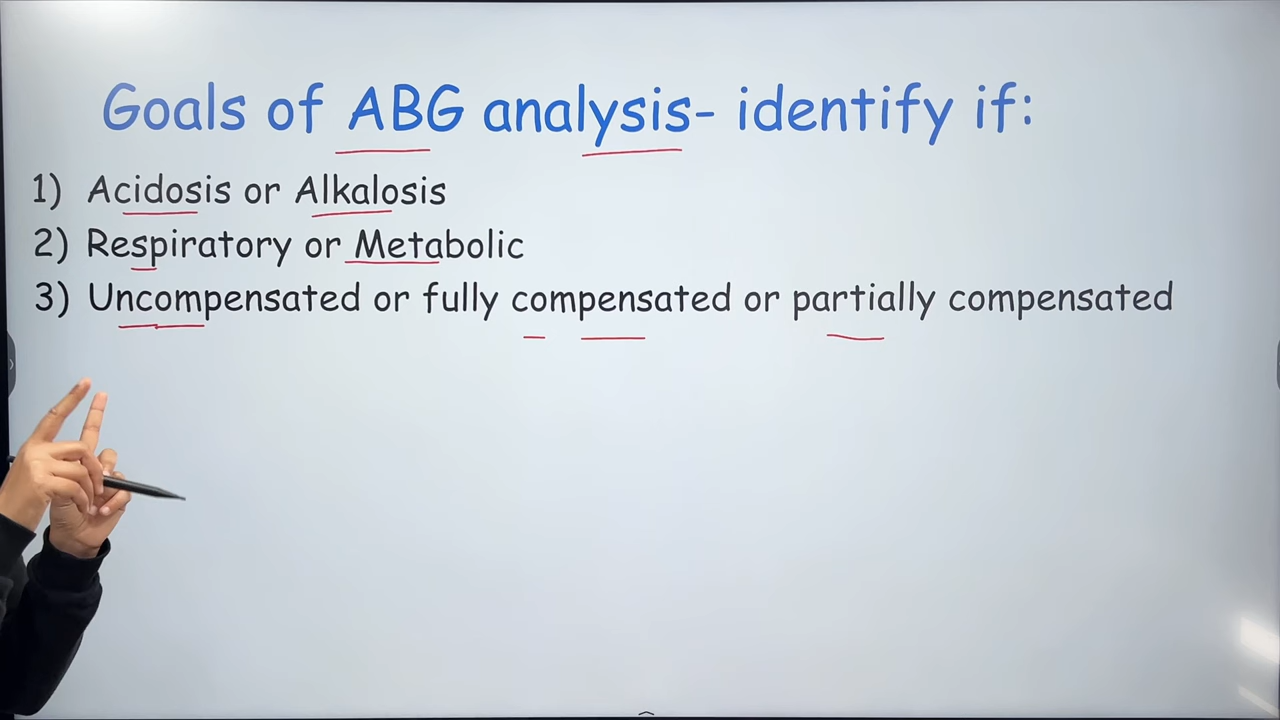 Goals of ABG analysis- identify if:
1) Acidosis or Alkalosis
2) Respiratory or Metabolic
3) Uncompensated or fully compensated or partially compensated